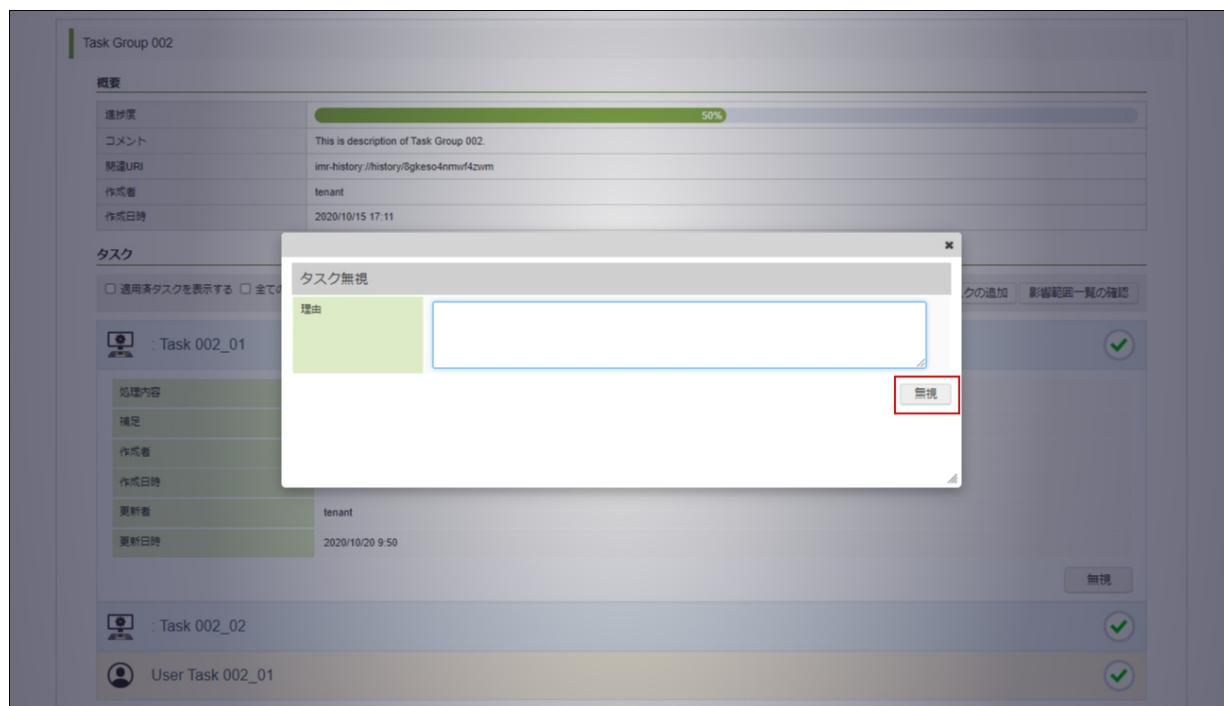 Task Group 002
概要
進捗度 50%
コメント This is description of Task Group 002.
関連URI imr-history://history/8gkeso4nmwf4zwm
作成者 tenant
作成日時 2020/10/15 17:11
タスク
適用済タスクを表示する 全ての
クの追加 影響範囲一覧の確認
タスク無視
理由
無視
: Task 002_01
処理内容
補足
作成者
作成日時
更新者 tenant
更新日時 2020/10/20 9:50
無視
: Task 002_02
User Task 002_01